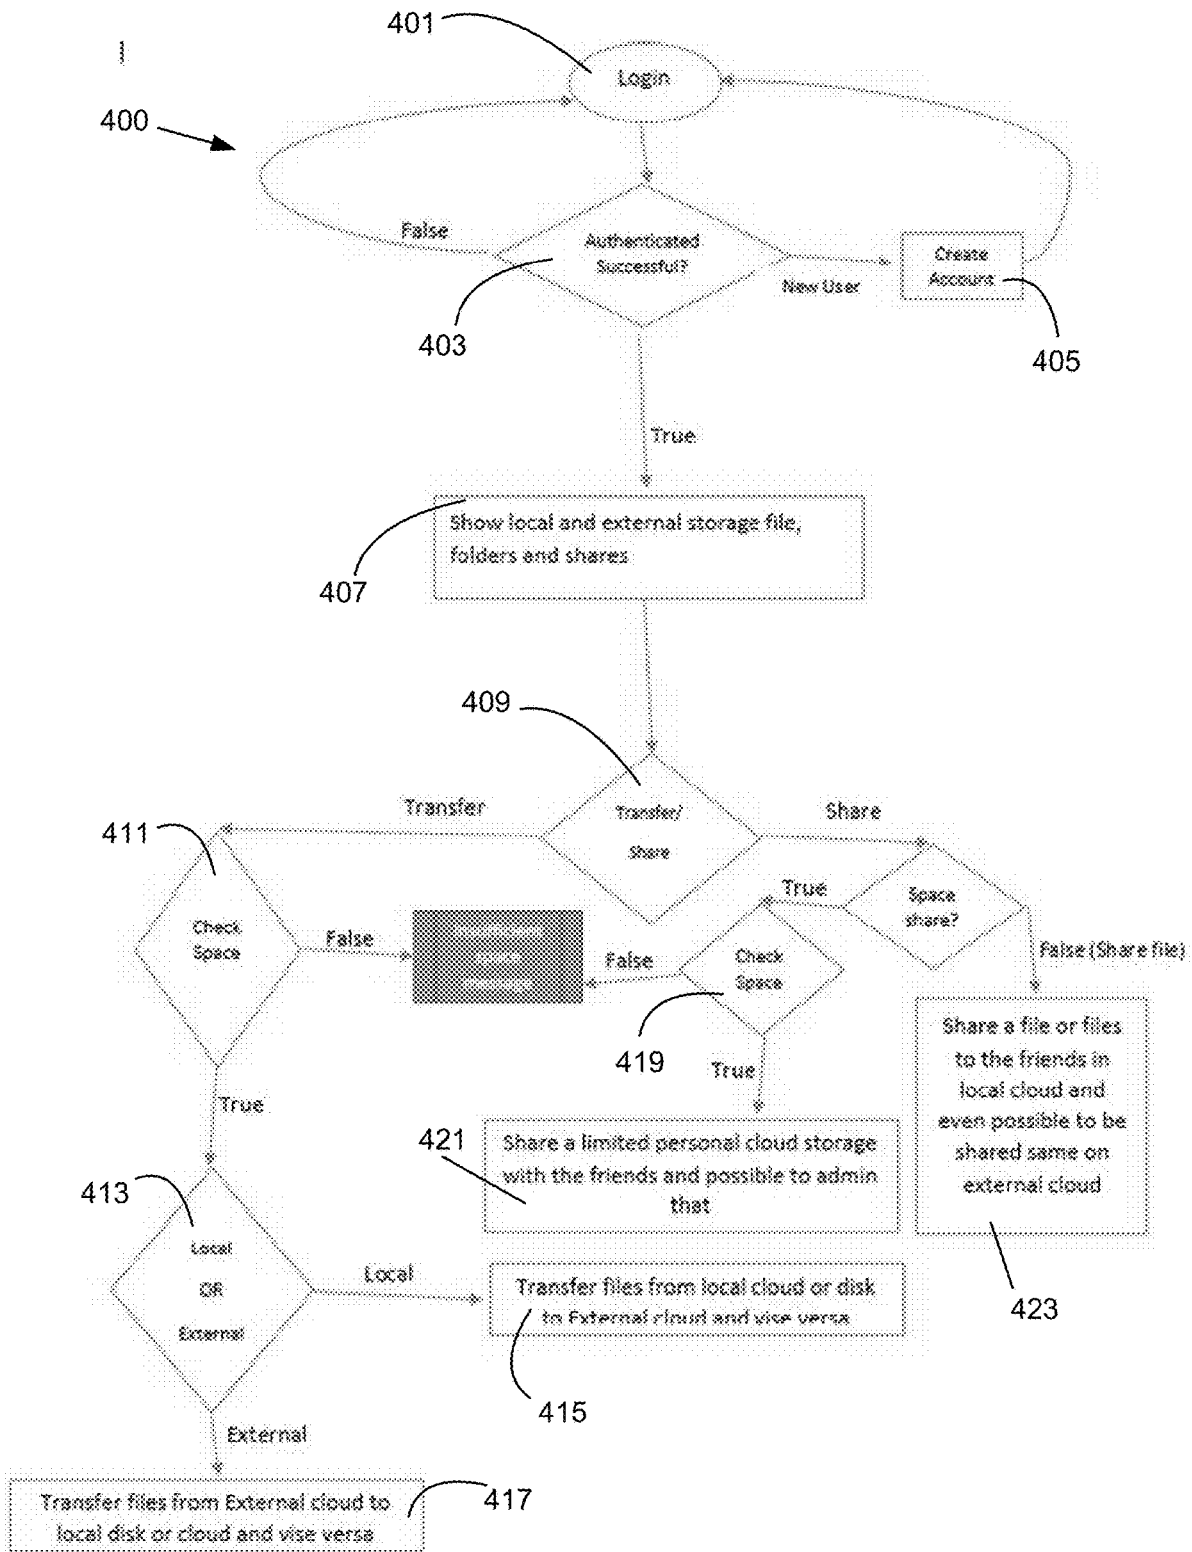 401
Login
400
False
Authenticated
Successful?
New User
Create
Account
403
405
True
Show local and external storage file,
folders and shares
407
409
Transfer
Transfer/
Share
Share
411
Check
Space
False
True
Space
share?
False
Check
Space
False (Share file)
419
True
True
Share a file or files
to the friends in
local cloud and
even possible to be
shared same on
external cloud
421
Share a limited personal cloud storage
with the friends and possible to admin
that
413
Local
OR
External
Local
Transfer files from local cloud or disk
to External cloud and vise versa
423
415
External
Transfer files from External cloud to
local disk or cloud and vise versa
417